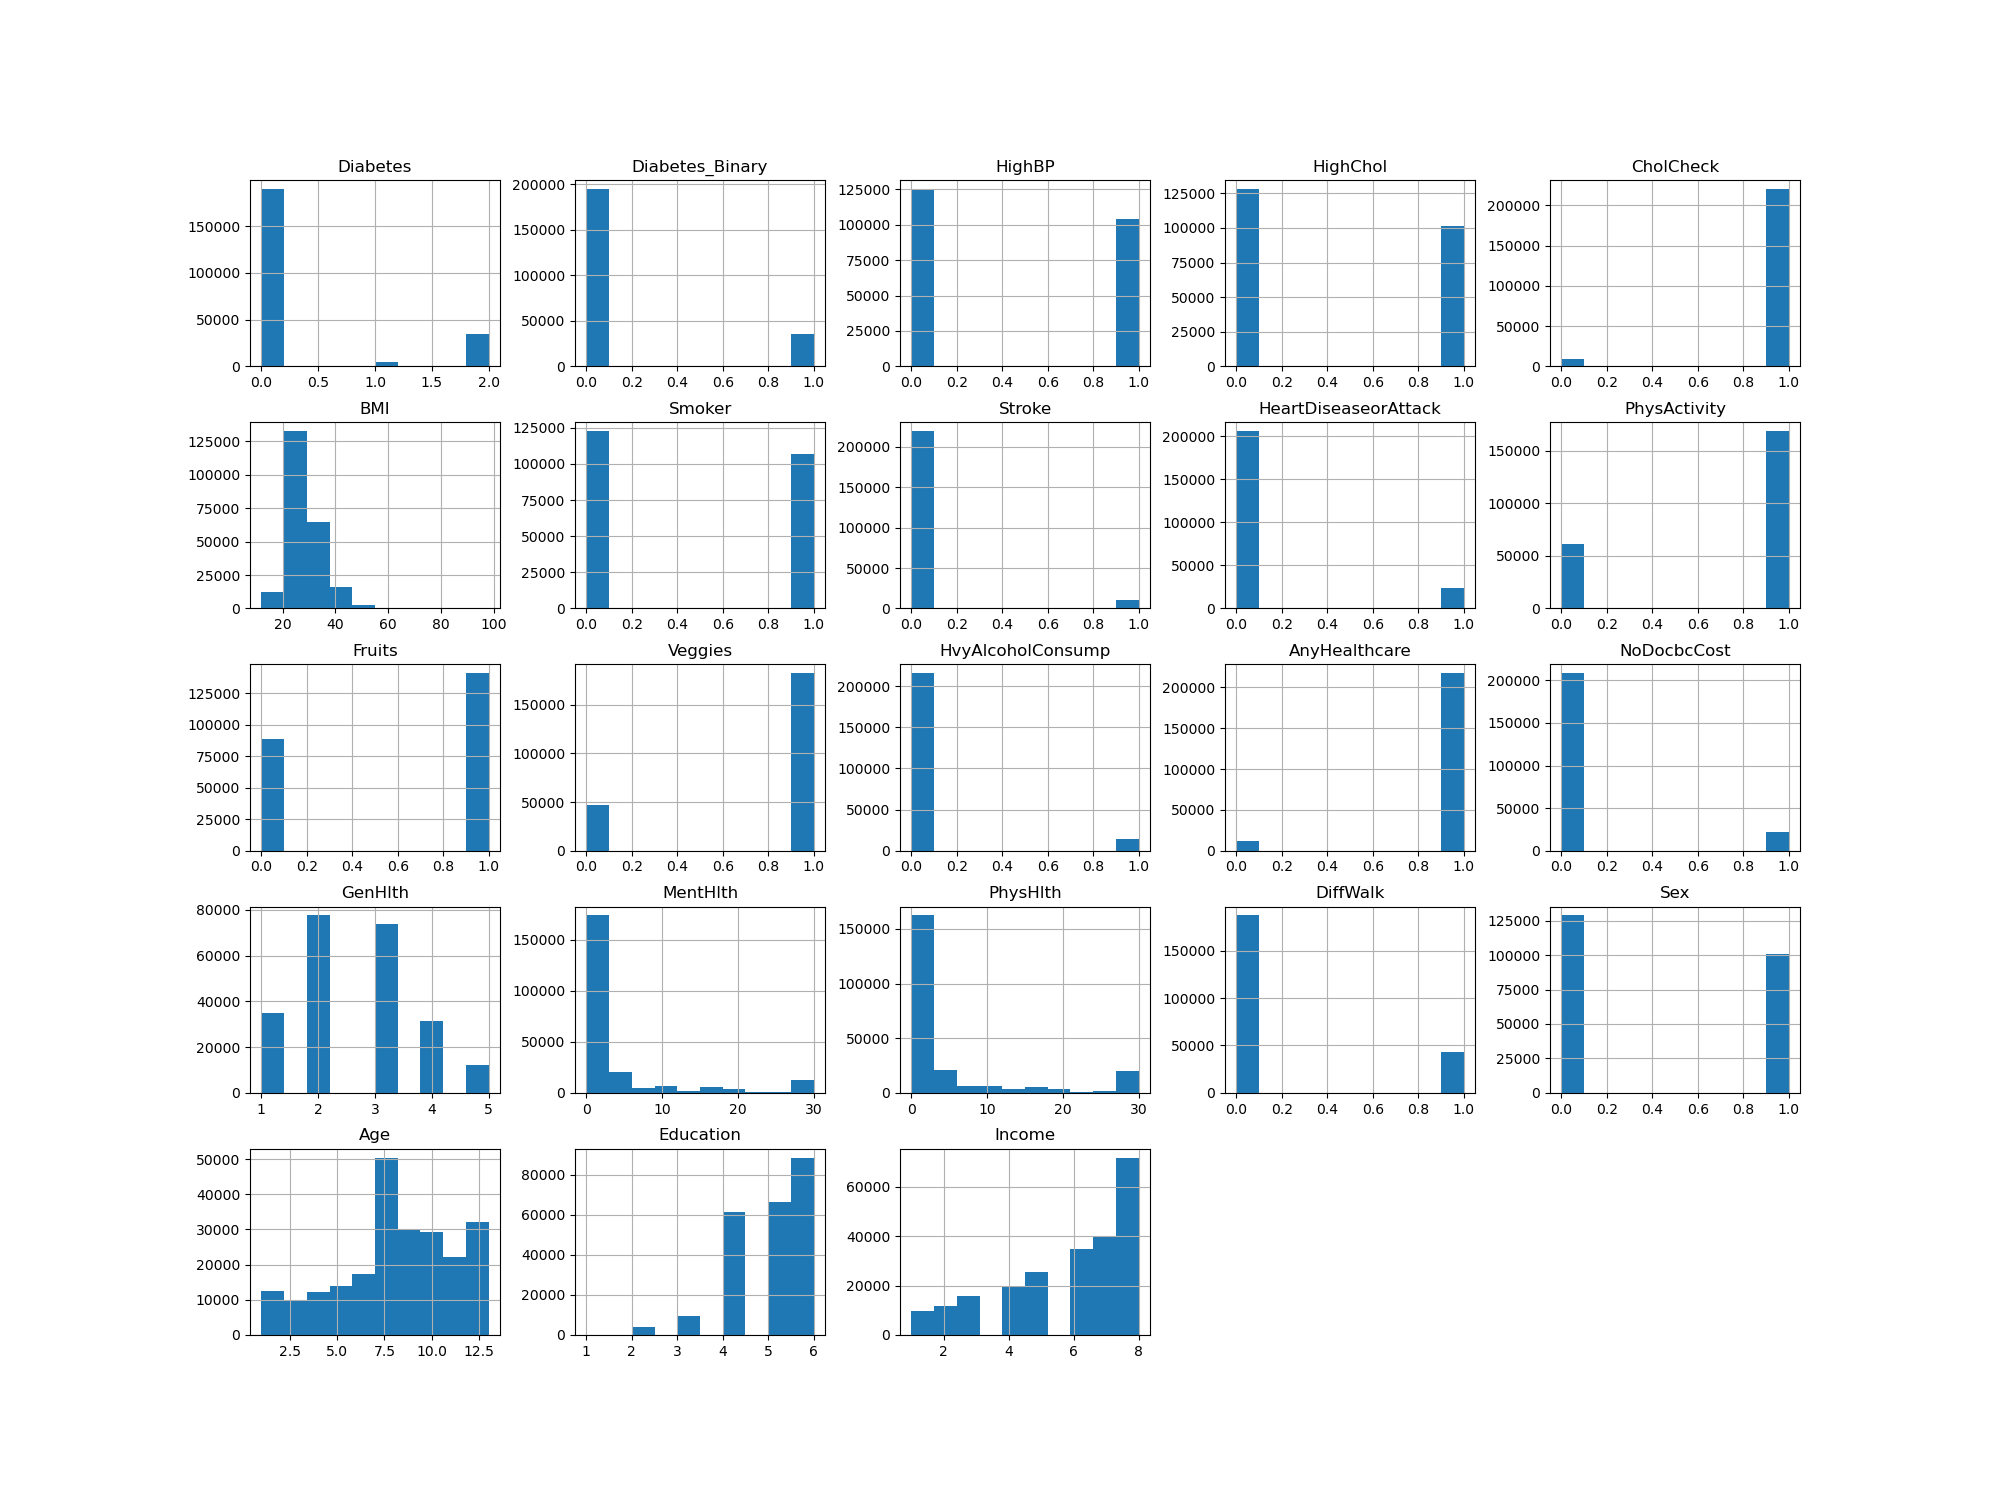 Diabetes
150000
100000
50000
0
0.0 0.5 1.0 1.5 2.0
Diabetes_Binary
200000
150000
100000
50000
0
0.0 0.2 0.4 0.6 0.8 1.0
HighBP
125000
100000
75000
50000
25000
0
0.0 0.2 0.4 0.6 0.8 1.0
HighChol
125000
100000
75000
50000
25000
0
0.0 0.2 0.4 0.6 0.8 1.0
CholCheck
200000
150000
100000
50000
0
0.0 0.2 0.4 0.6 0.8 1.0
BMI
125000
100000
75000
50000
25000
0
20 40 60 80 100
Smoker
125000
100000
75000
50000
25000
0
0.0 0.2 0.4 0.6 0.8 1.0
Stroke
200000
150000
100000
50000
0
0.0 0.2 0.4 0.6 0.8 1.0
HeartDiseaseorAttack
200000
150000
100000
50000
0
0.0 0.2 0.4 0.6 0.8 1.0
PhysActivity
150000
100000
50000
0
0.0 0.2 0.4 0.6 0.8 1.0
Fruits
125000
100000
75000
50000
25000
0
0.0 0.2 0.4 0.6 0.8 1.0
Veggies
150000
100000
50000
0
0.0 0.2 0.4 0.6 0.8 1.0
HvyAlcoholConsump
200000
150000
100000
50000
0
0.0 0.2 0.4 0.6 0.8 1.0
AnyHealthcare
200000
150000
100000
50000
0
0.0 0.2 0.4 0.6 0.8 1.0
NoDocbcCost
200000
150000
100000
50000
0
0.0 0.2 0.4 0.6 0.8 1.0
GenHlth
80000
60000
40000
20000
0
1 2 3 4 5
MentHlth
150000
100000
50000
0
0 10 20 30
PhysHlth
150000
100000
50000
0
0 10 20 30
DiffWalk
150000
100000
50000
0
0.0 0.2 0.4 0.6 0.8 1.0
Sex
125000
100000
75000
50000
25000
0
0.0 0.2 0.4 0.6 0.8 1.0
Age
50000
40000
30000
20000
10000
0
2.5 5.0 7.5 10.0 12.5
Education
80000
60000
40000
20000
0
1 2 3 4 5 6
Income
60000
40000
20000
0
2 4 6 8